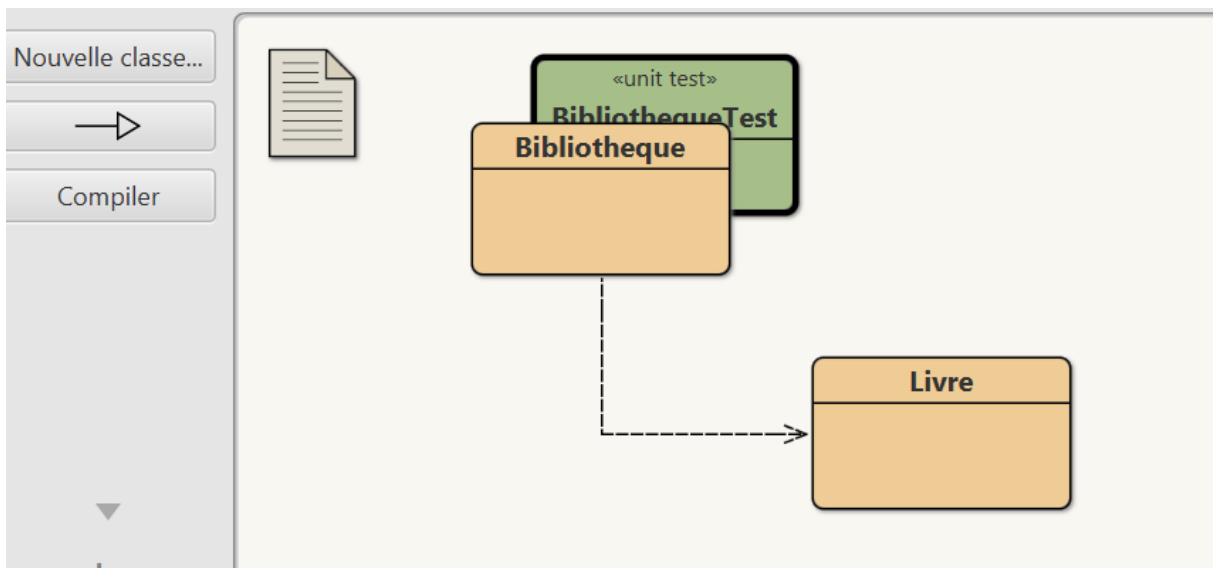 Nouvelle classe...
Compiler
«unit test»
BibliothequeTest
Bibliotheque
Livre